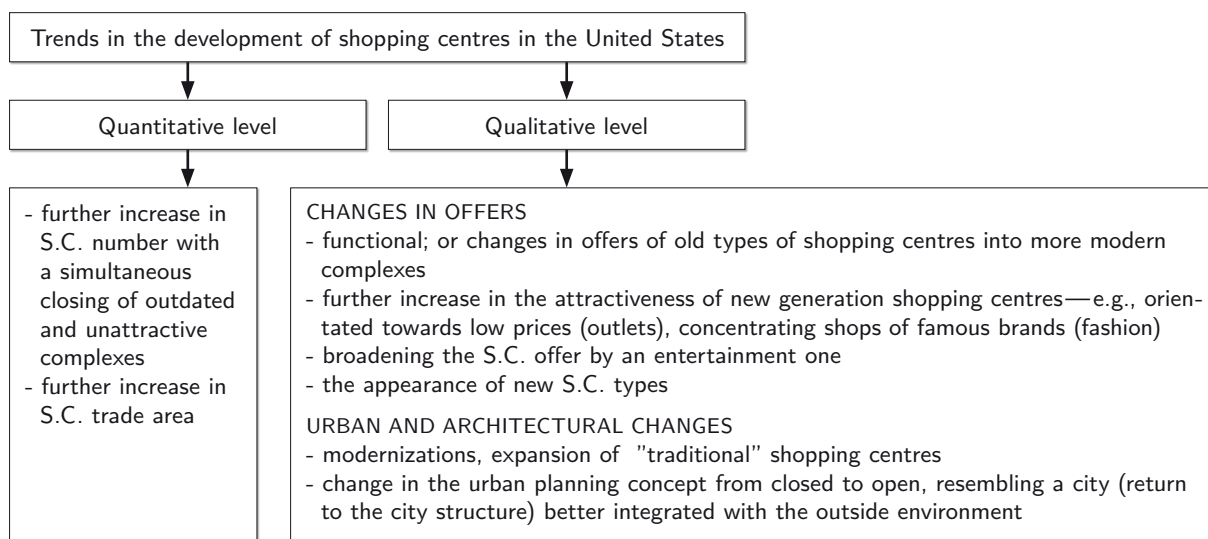 Trends in the development of shopping centres in the United States
Quantitative level
Qualitative level
- further increase in
S.C. number with
a simultaneous
closing of outdated
and unattractive
complexes
- further increase in
S.C. trade area
CHANGES IN OFFERS
- functional; or changes in offers of old types of shopping centres into more modern
complexes
- further increase in the attractiveness of new generation shopping centres—e.g., orien-
tated towards low prices (outlets), concentrating shops of famous brands (fashion)
- broadening the S.C. offer by an entertainment one
- the appearance of new S.C. types
URBAN AND ARCHITECTURAL CHANGES
- modernizations, expansion of ”traditional” shopping centres
- change in the urban planning concept from closed to open, resembling a city (return
to the city structure) better integrated with the outside environment